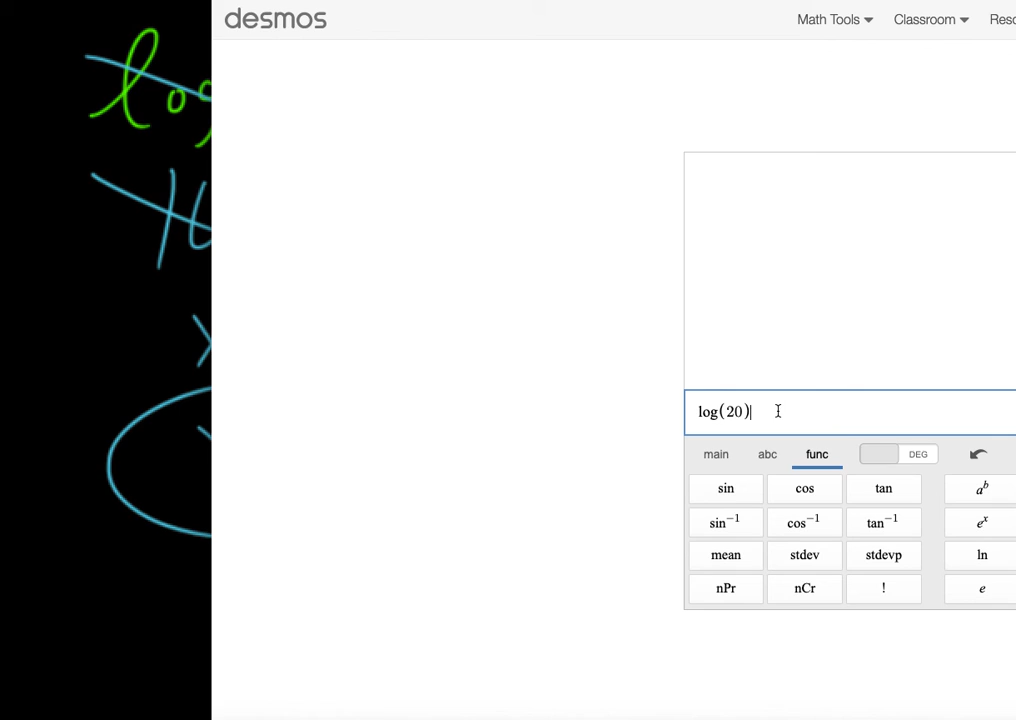 desmos
Math Tools Classroom
log
log(20)
main abc func DEG
sin cos tan a^b
sin⁻¹ cos⁻¹ tan⁻¹ e^x
mean stdev stdevp ln
nPr nCr ! e